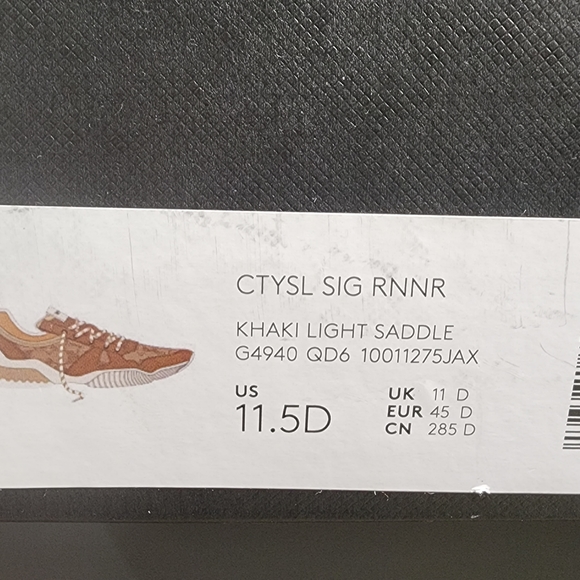 CTYSL SIG RNNR
KHAKI LIGHT SADDLE
G4940 QD6 10011275JAX
US
11.5D
UK 11 D
EUR 45 D
CN 285 D